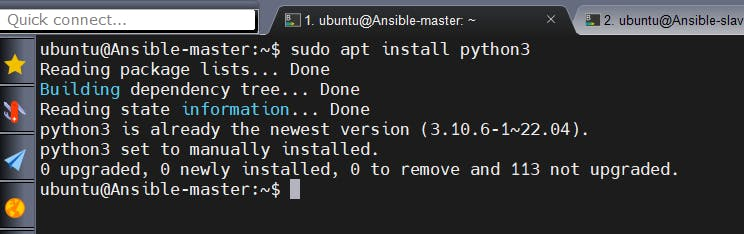 Quick connect...
1. ubuntu@Ansible-master: ~
2. ubuntu@Ansible-slav
ubuntu@Ansible-master:~$ sudo apt install python3
Reading package lists... Done
Building dependency tree... Done
Reading state information... Done
python3 is already the newest version (3.10.6-1~22.04).
python3 set to manually installed.
0 upgraded, 0 newly installed, 0 to remove and 113 not upgraded.
ubuntu@Ansible-master:~$